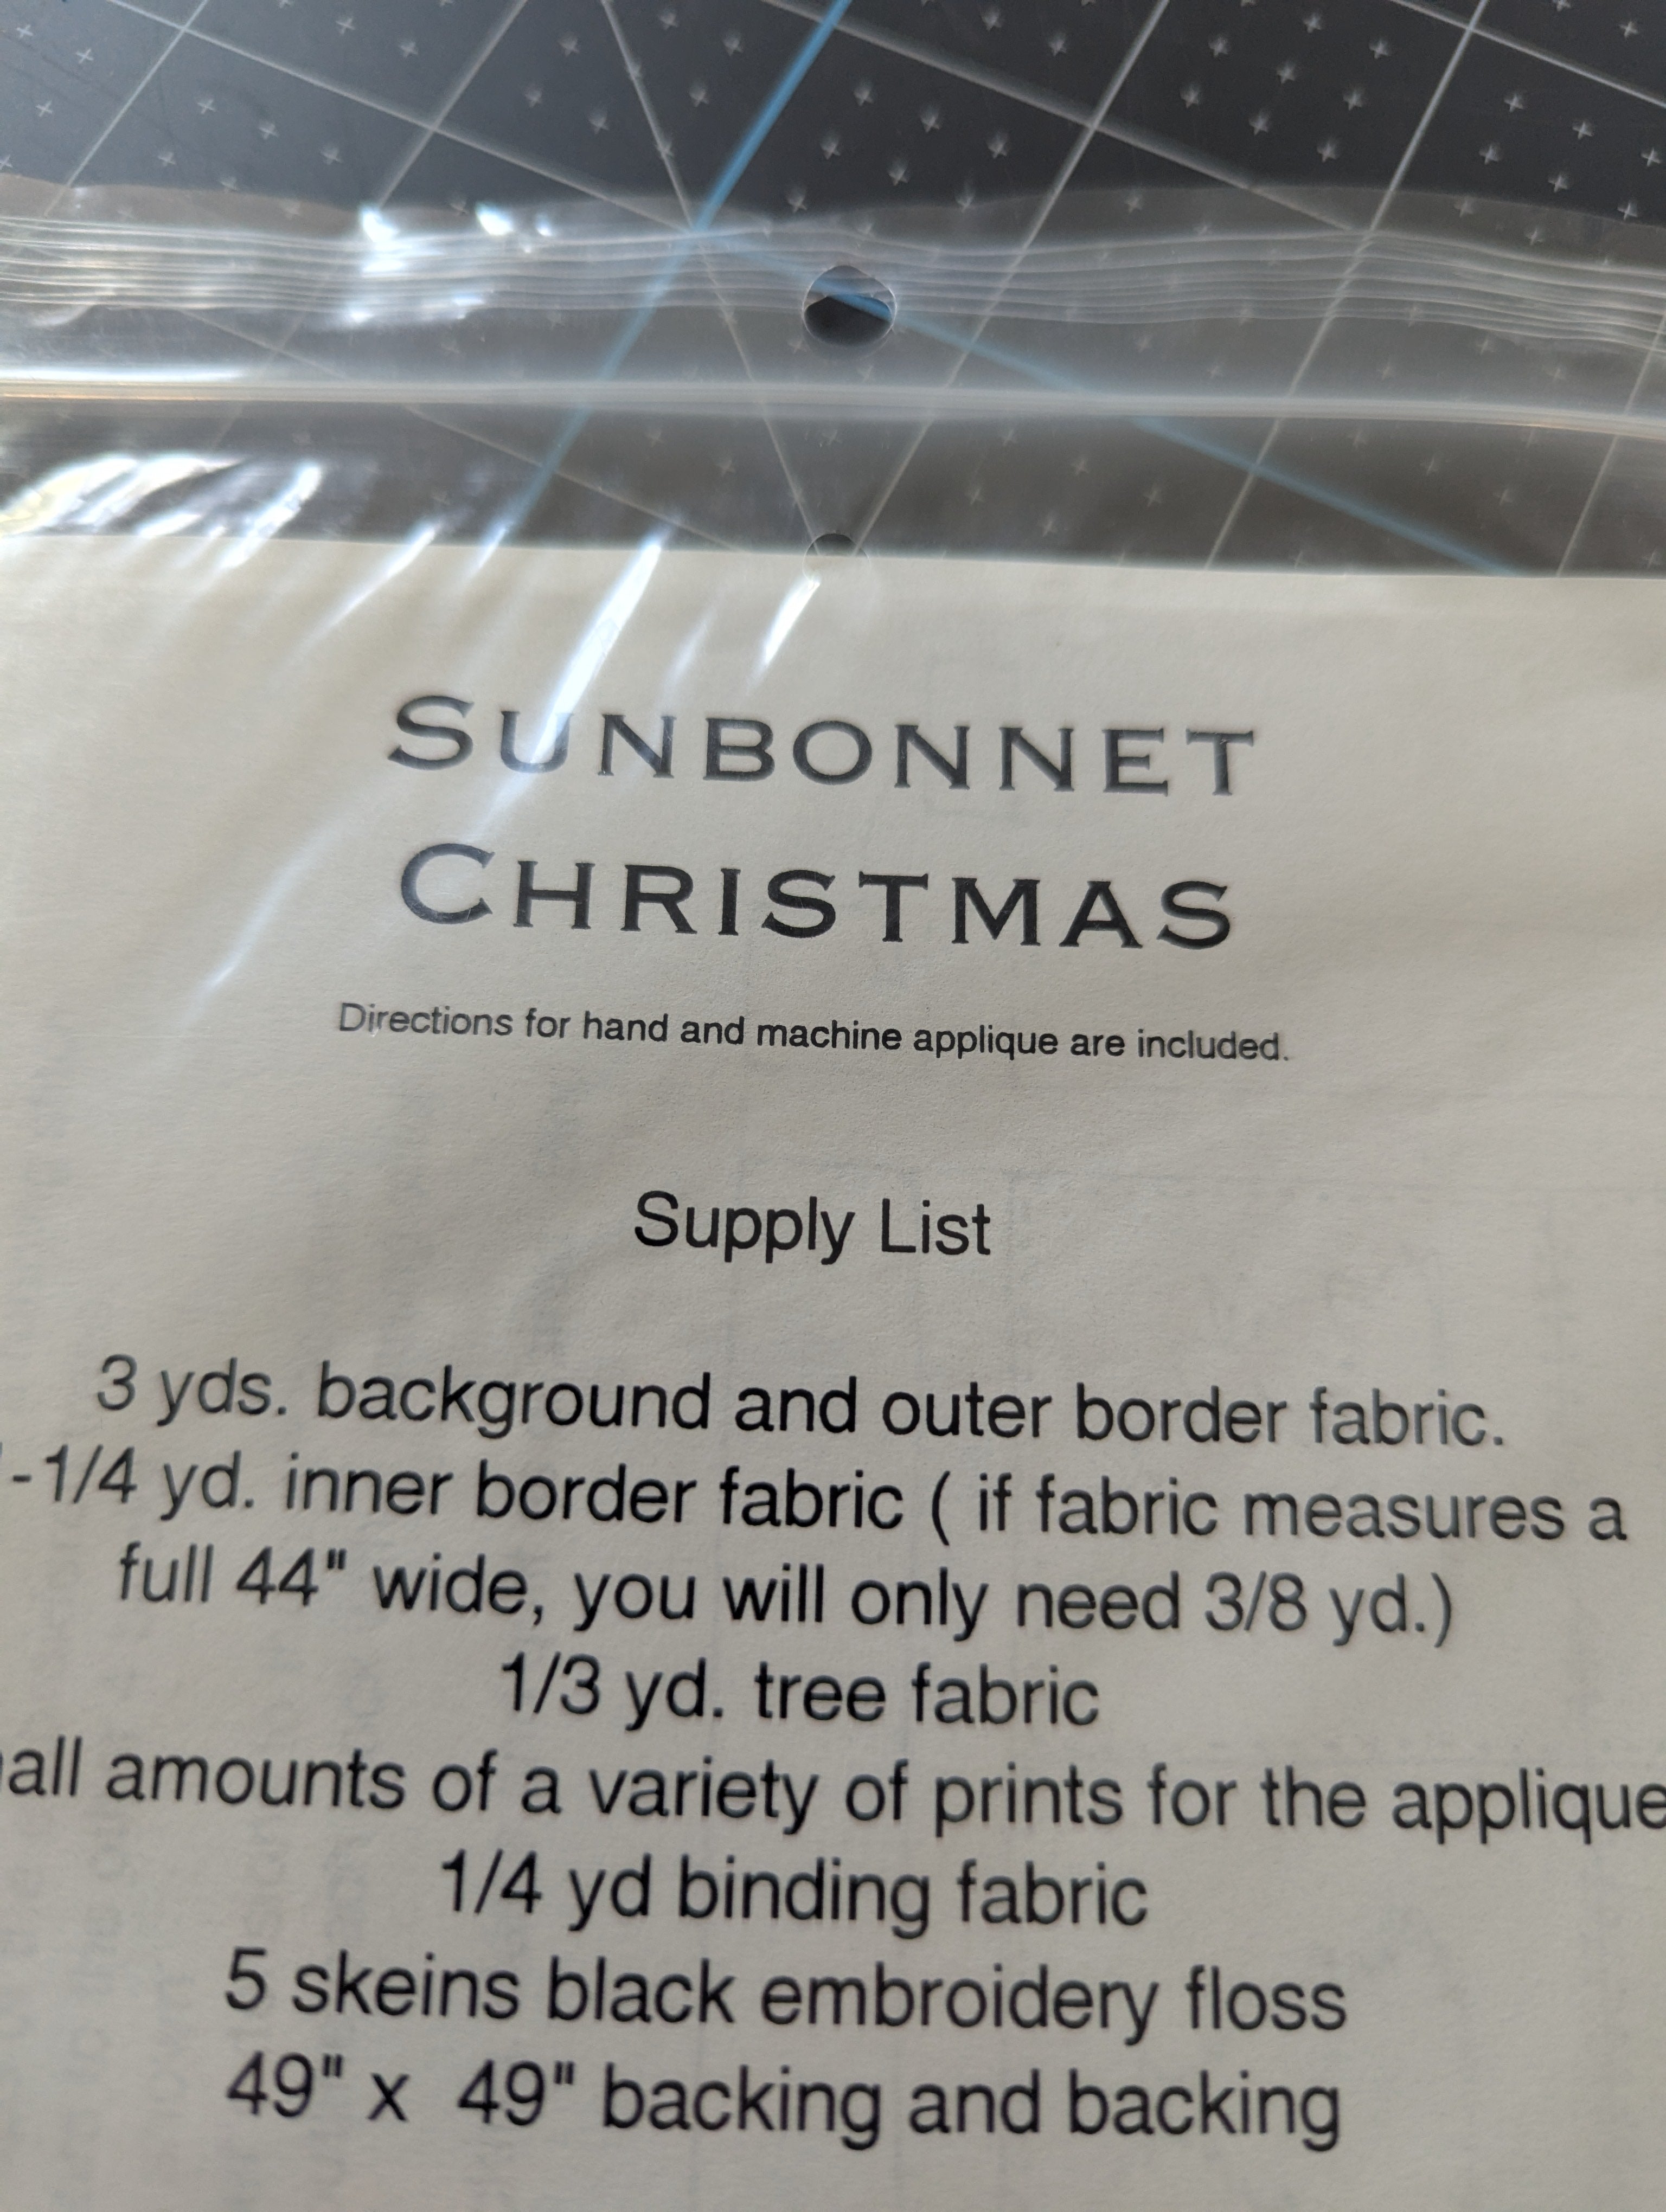 SUNBONNET
CHRISTMAS
Directions for hand and machine applique are included.
Supply List
3 yds. background and outer border fabric.
-1/4 yd. inner border fabric ( if fabric measures a
full 44" wide, you will only need 3/8 yd.)
1/3 yd. tree fabric
all amounts of a variety of prints for the applique
1/4 yd binding fabric
5 skeins black embroidery floss
49" x 49" backing and backing